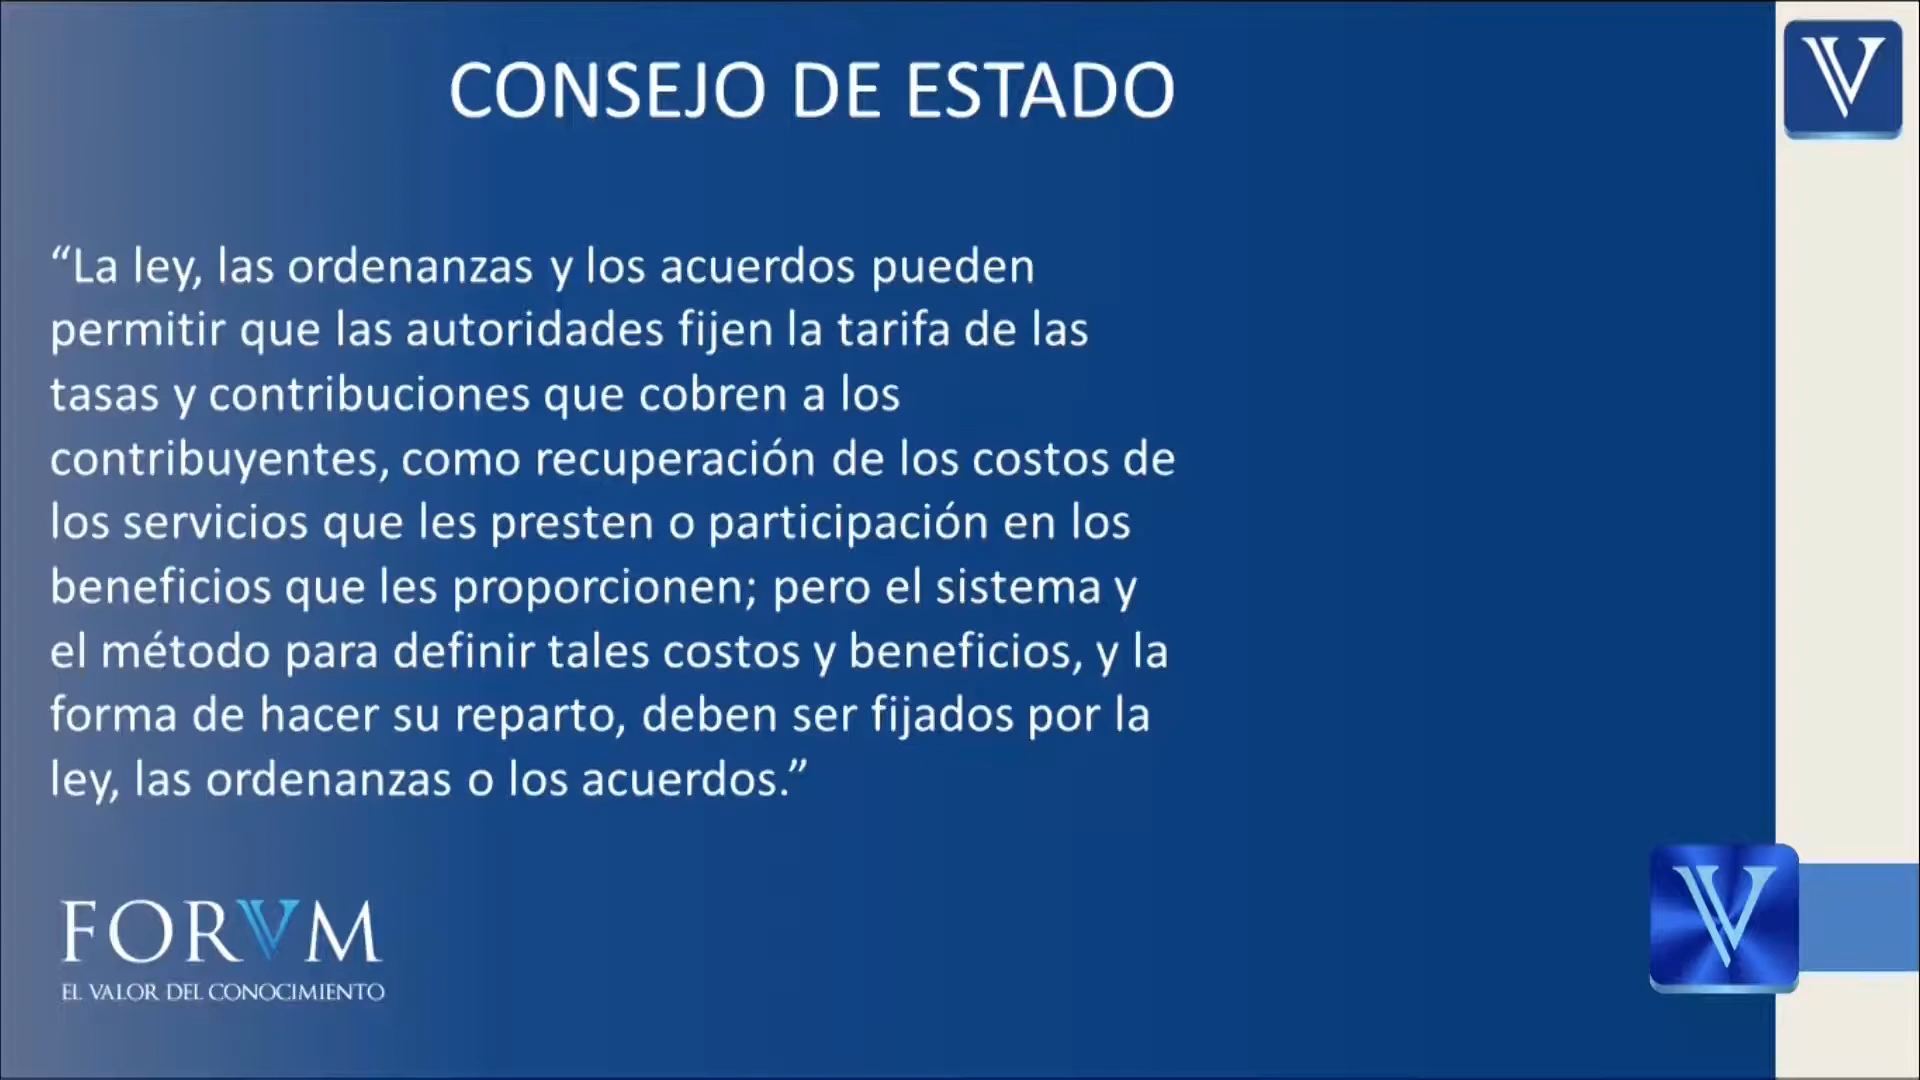 CONSEJO DE ESTADO
V
“La ley, las ordenanzas y los acuerdos pueden
permitir que las autoridades fijen la tarifa de las
tasas y contribuciones que cobren a los
contribuyentes, como recuperación de los costos de
los servicios que les presten o participación en los
beneficios que les proporcionen; pero el sistema y
el método para definir tales costos y beneficios, y la
forma de hacer su reparto, deben ser fijados por la
ley, las ordenanzas o los acuerdos.”
V
FORVM
EL VALOR DEL CONOCIMIENTO